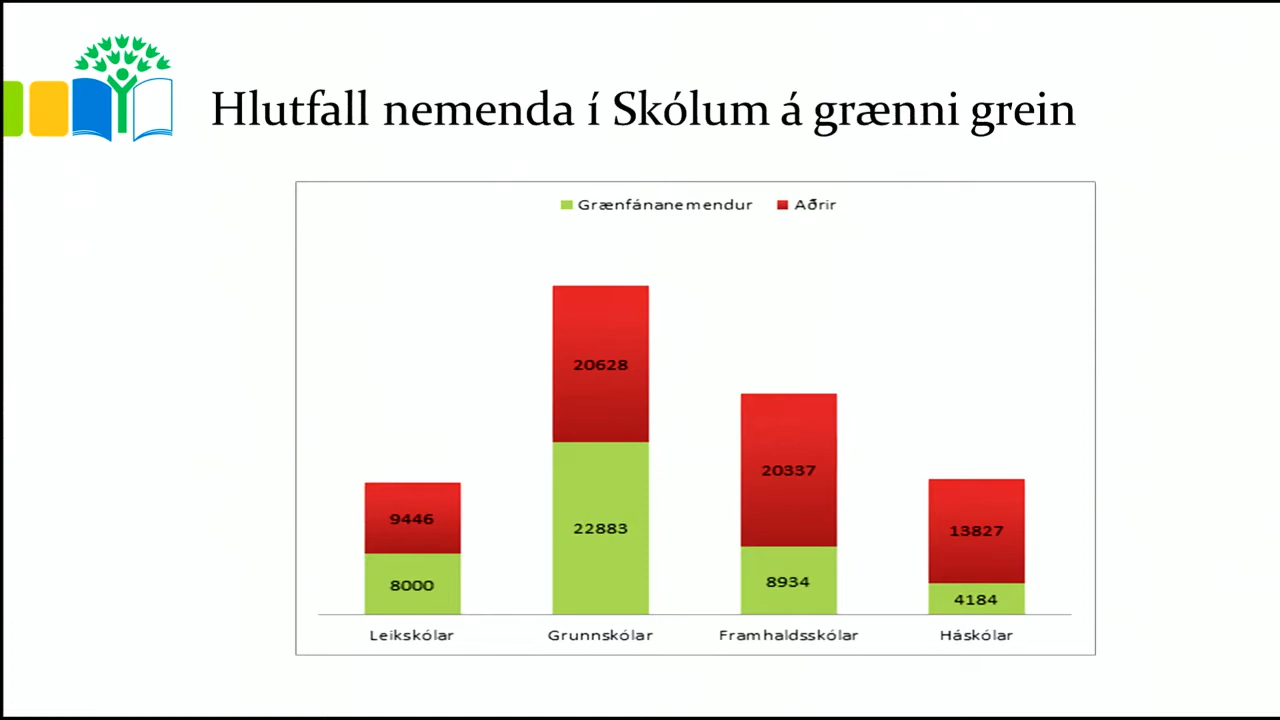 Hlutfall nemenda í Skólum á grænni grein
Grænfánanemendur Aðrir
20628
20337
9446
13827
22883
8000
8934
4184
Leikskólar Grunnskólar Framhaldsskólar Háskólar